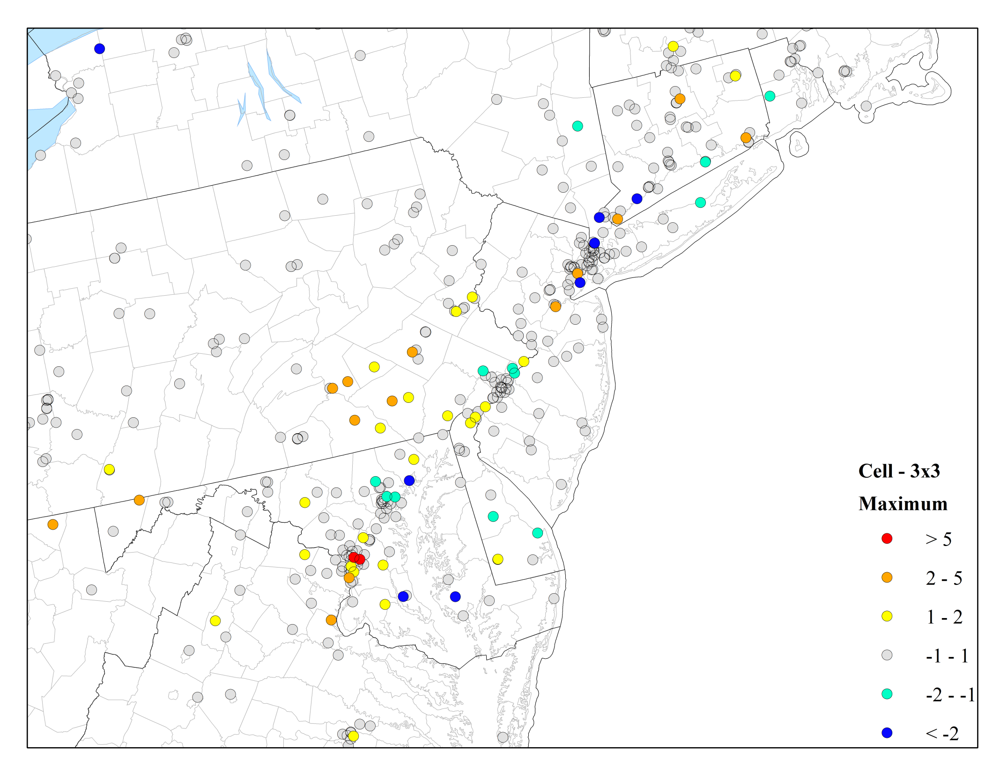 Cell - 3x3
Maximum
> 5
2 - 5
1 - 2
-1 - 1
-2 - -1
< -2